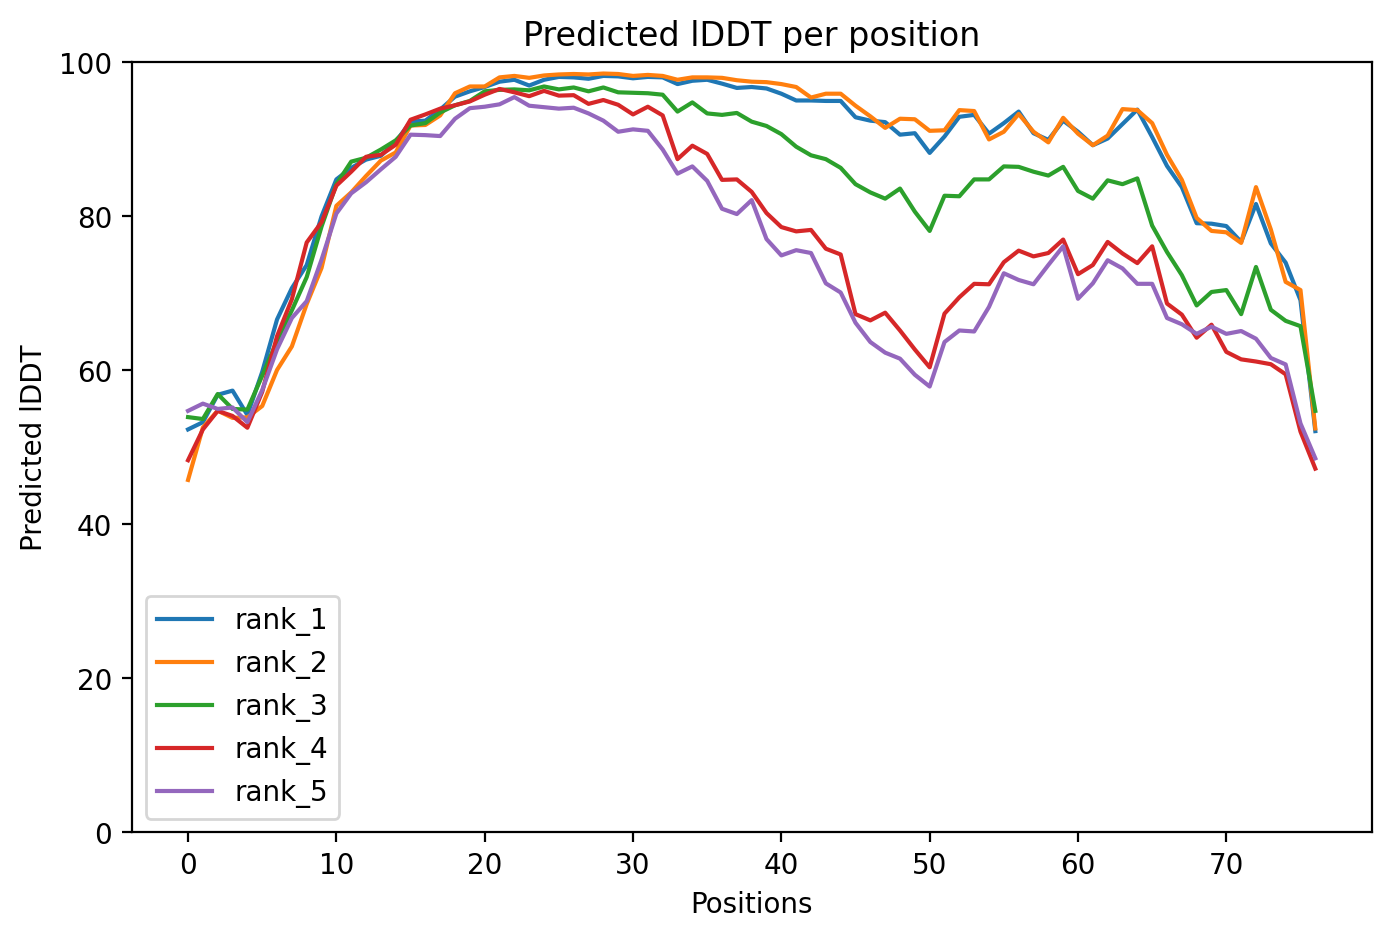 Predicted lDDT per position
100
80
60
40
20
0
Predicted lDDT
rank_1
rank_2
rank_3
rank_4
rank_5
0 10 20 30 40 50 60 70
Positions